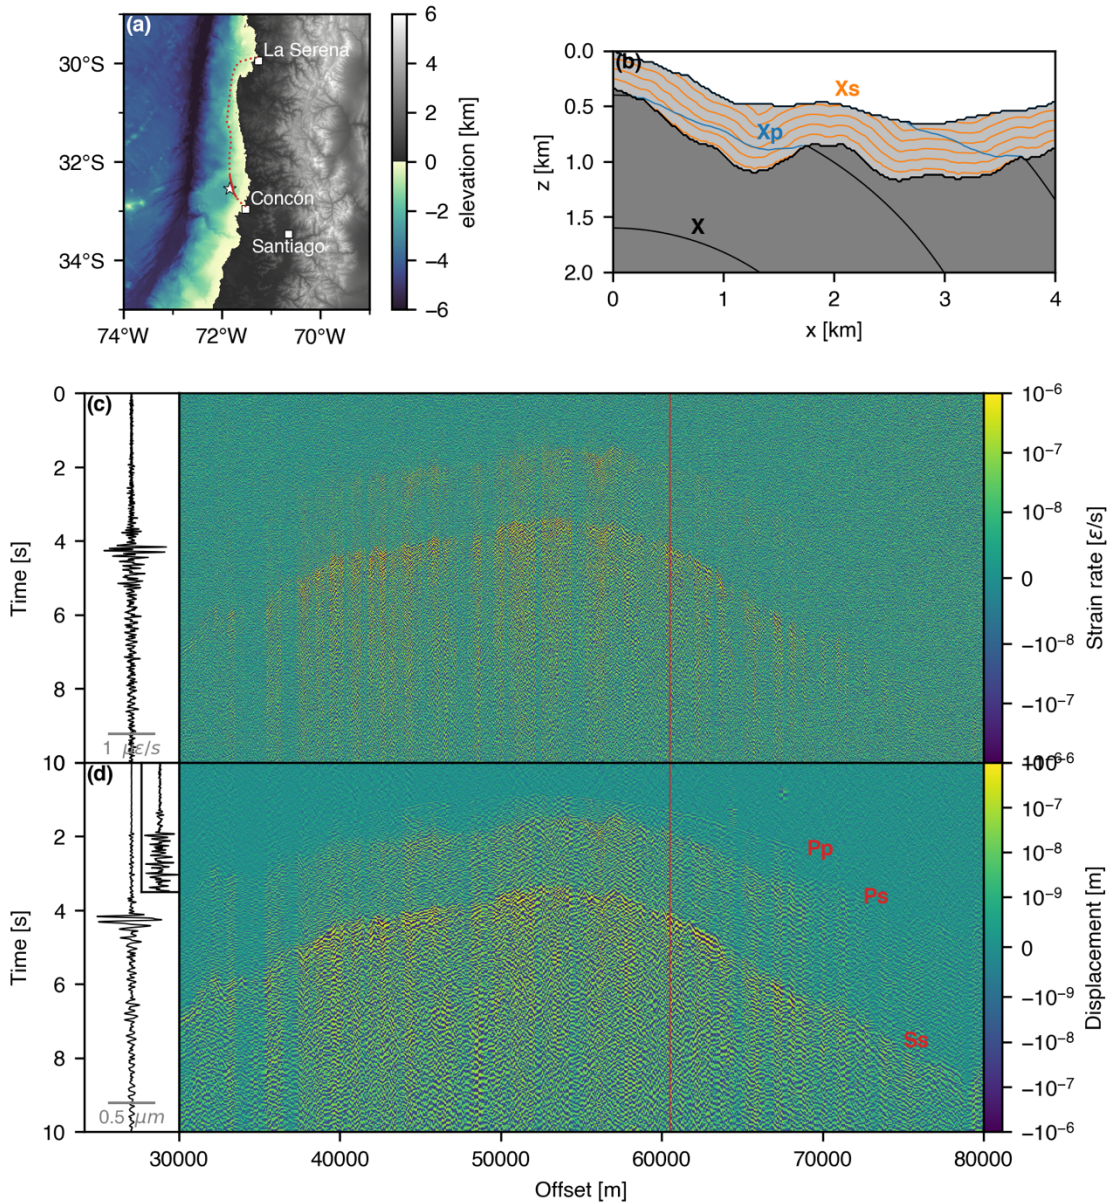 (a)
La Serena
Concón
Santiago
30°S
32°S
34°S
74°W
72°W
70°W
6
4
2
0
−2
−4
−6
elevation [km]
(b)
Xs
Xp
X
0.0
0.5
1.0
1.5
2.0
z [km]
0
1
2
3
4
x [km]
(c)
0
2
4
6
8
10
Time [s]
1 με/s
10⁻⁶
10⁻⁷
10⁻⁸
0
−10⁻⁸
−10⁻⁷
−10⁻⁶
Strain rate [ε/s]
(d)
2
4
6
8
10
Time [s]
0.5 μm
Pp
Ps
Ss
10⁻⁶
10⁻⁷
10⁻⁸
10⁻⁹
0
−10⁻⁹
−10⁻⁸
−10⁻⁷
−10⁻⁶
Displacement [m]
30000
40000
50000
60000
70000
80000
Offset [m]